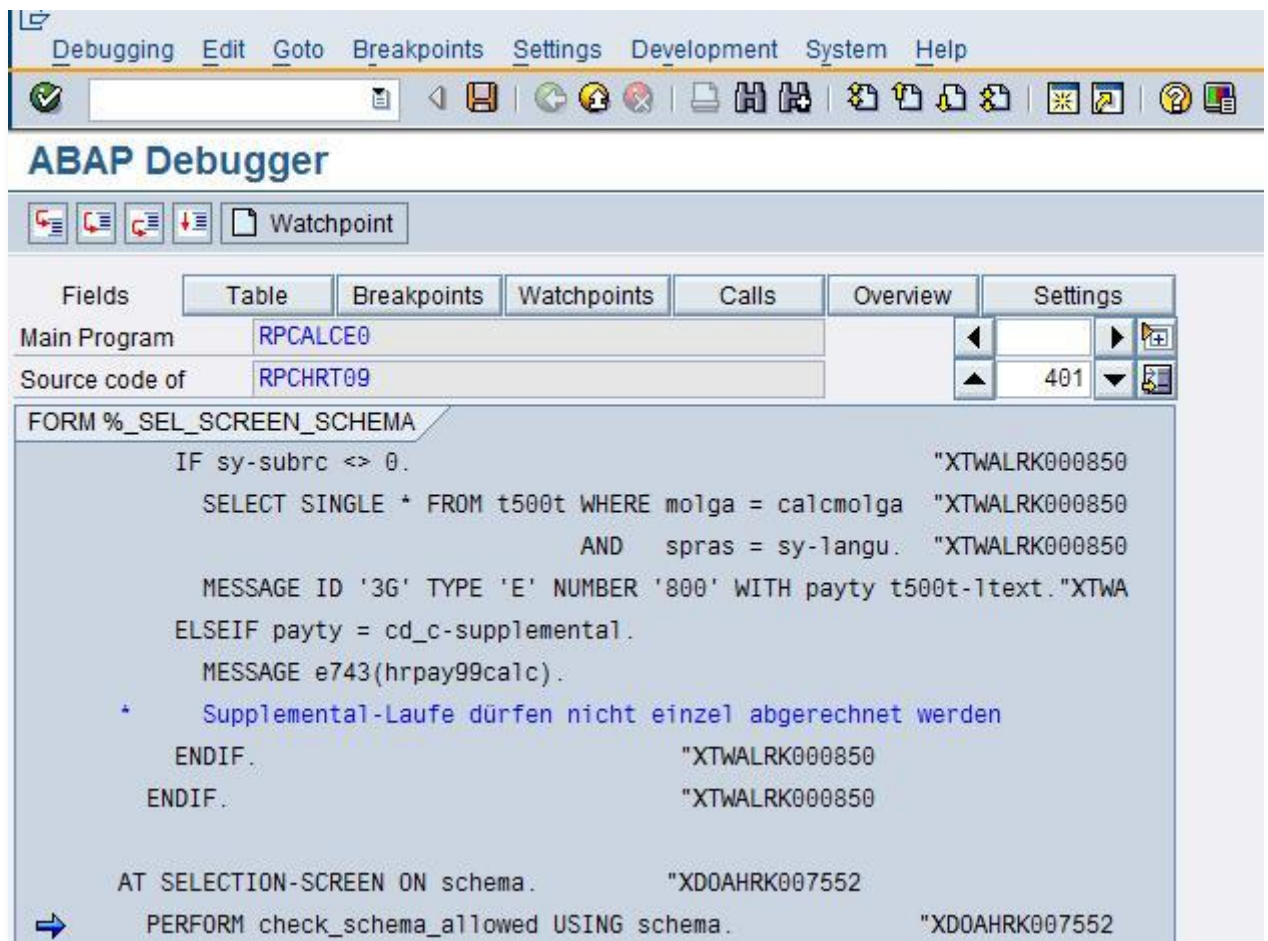 Debugging Edit Goto Breakpoints Settings Development System Help
ABAP Debugger
Watchpoint
Fields Table Breakpoints Watchpoints Calls Overview Settings
Main Program RPCALCE0
Source code of RPCHRT09 401
FORM %_SEL_SCREEN_SCHEMA
IF sy-subrc <> 0. "XTWALRK000850
SELECT SINGLE * FROM t500t WHERE molga = calcmolga "XTWALRK000850
AND spras = sy-langu. "XTWALRK000850
MESSAGE ID '3G' TYPE 'E' NUMBER '800' WITH payty t500t-ltext."XTWA
ELSEIF payty = cd_c-supplemental.
MESSAGE e743(hrpay99calc).
* Supplemental-Laufe dürfen nicht einzel abgerechnet werden
ENDIF. "XTWALRK000850
ENDIF. "XTWALRK000850
AT SELECTION-SCREEN ON schema. "XDOAHRK007552
PERFORM check_schema_allowed USING schema. "XDOAHRK007552